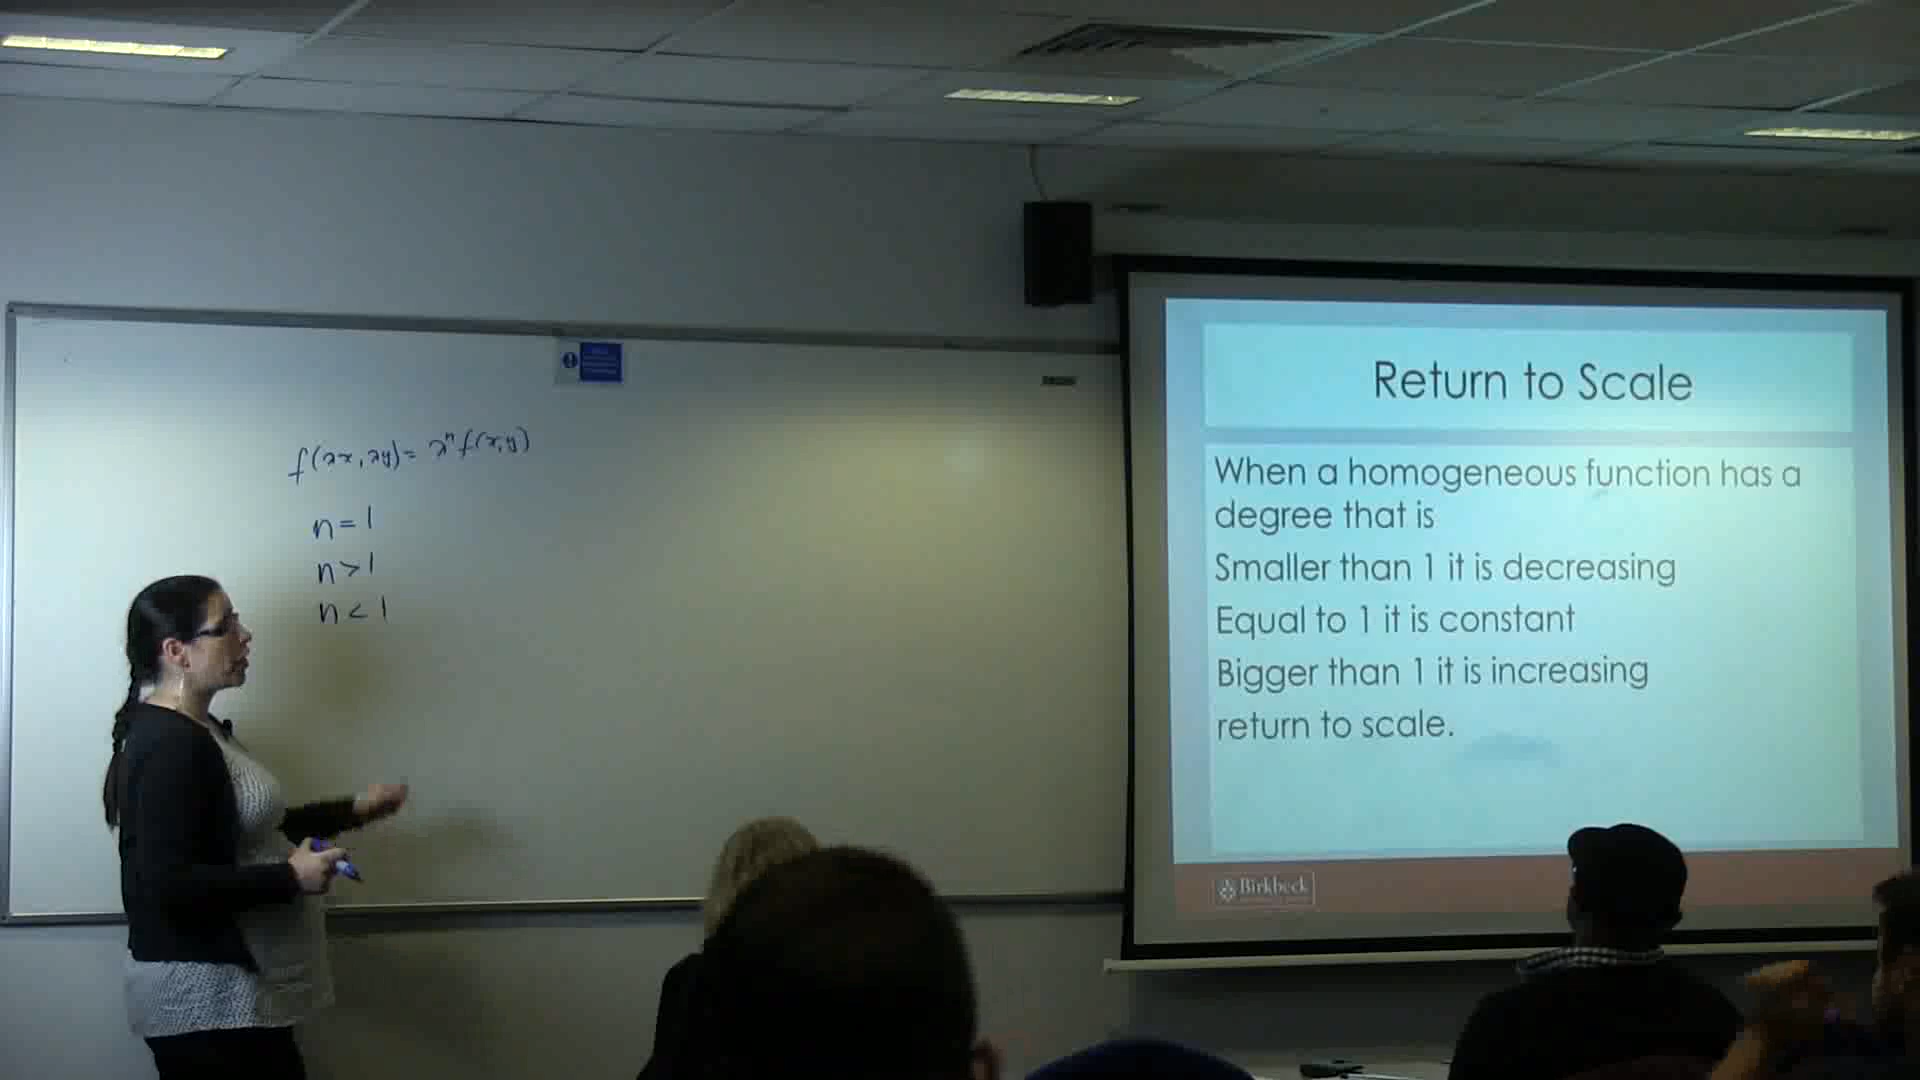 f(λx, λy) = λⁿ f(x,y)
n = 1
n > 1
n < 1
Return to Scale
When a homogeneous function has a
degree that is
Smaller than 1 it is decreasing
Equal to 1 it is constant
Bigger than 1 it is increasing
return to scale.
Birkbeck